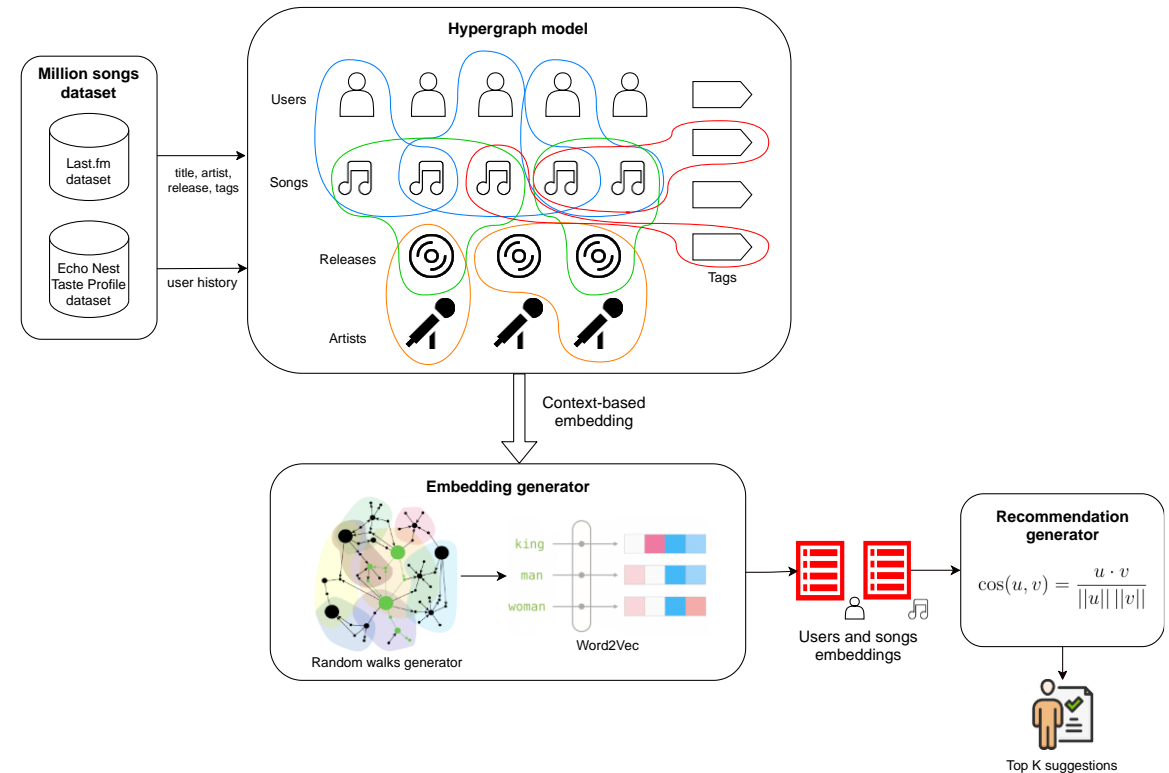 Hypergraph model
Million songs
dataset
Users
Last.fm
dataset
title, artist,
release, tags
Songs
Echo Nest
Taste Profile
dataset
user history
Releases
Tags
Artists
Context-based
embedding
Embedding generator
king
man
woman
Random walks generator
Word2Vec
Users and songs
embeddings
Recommendation
generator
cos(u, v) = u · v / ||u|| ||v||
Top K suggestions